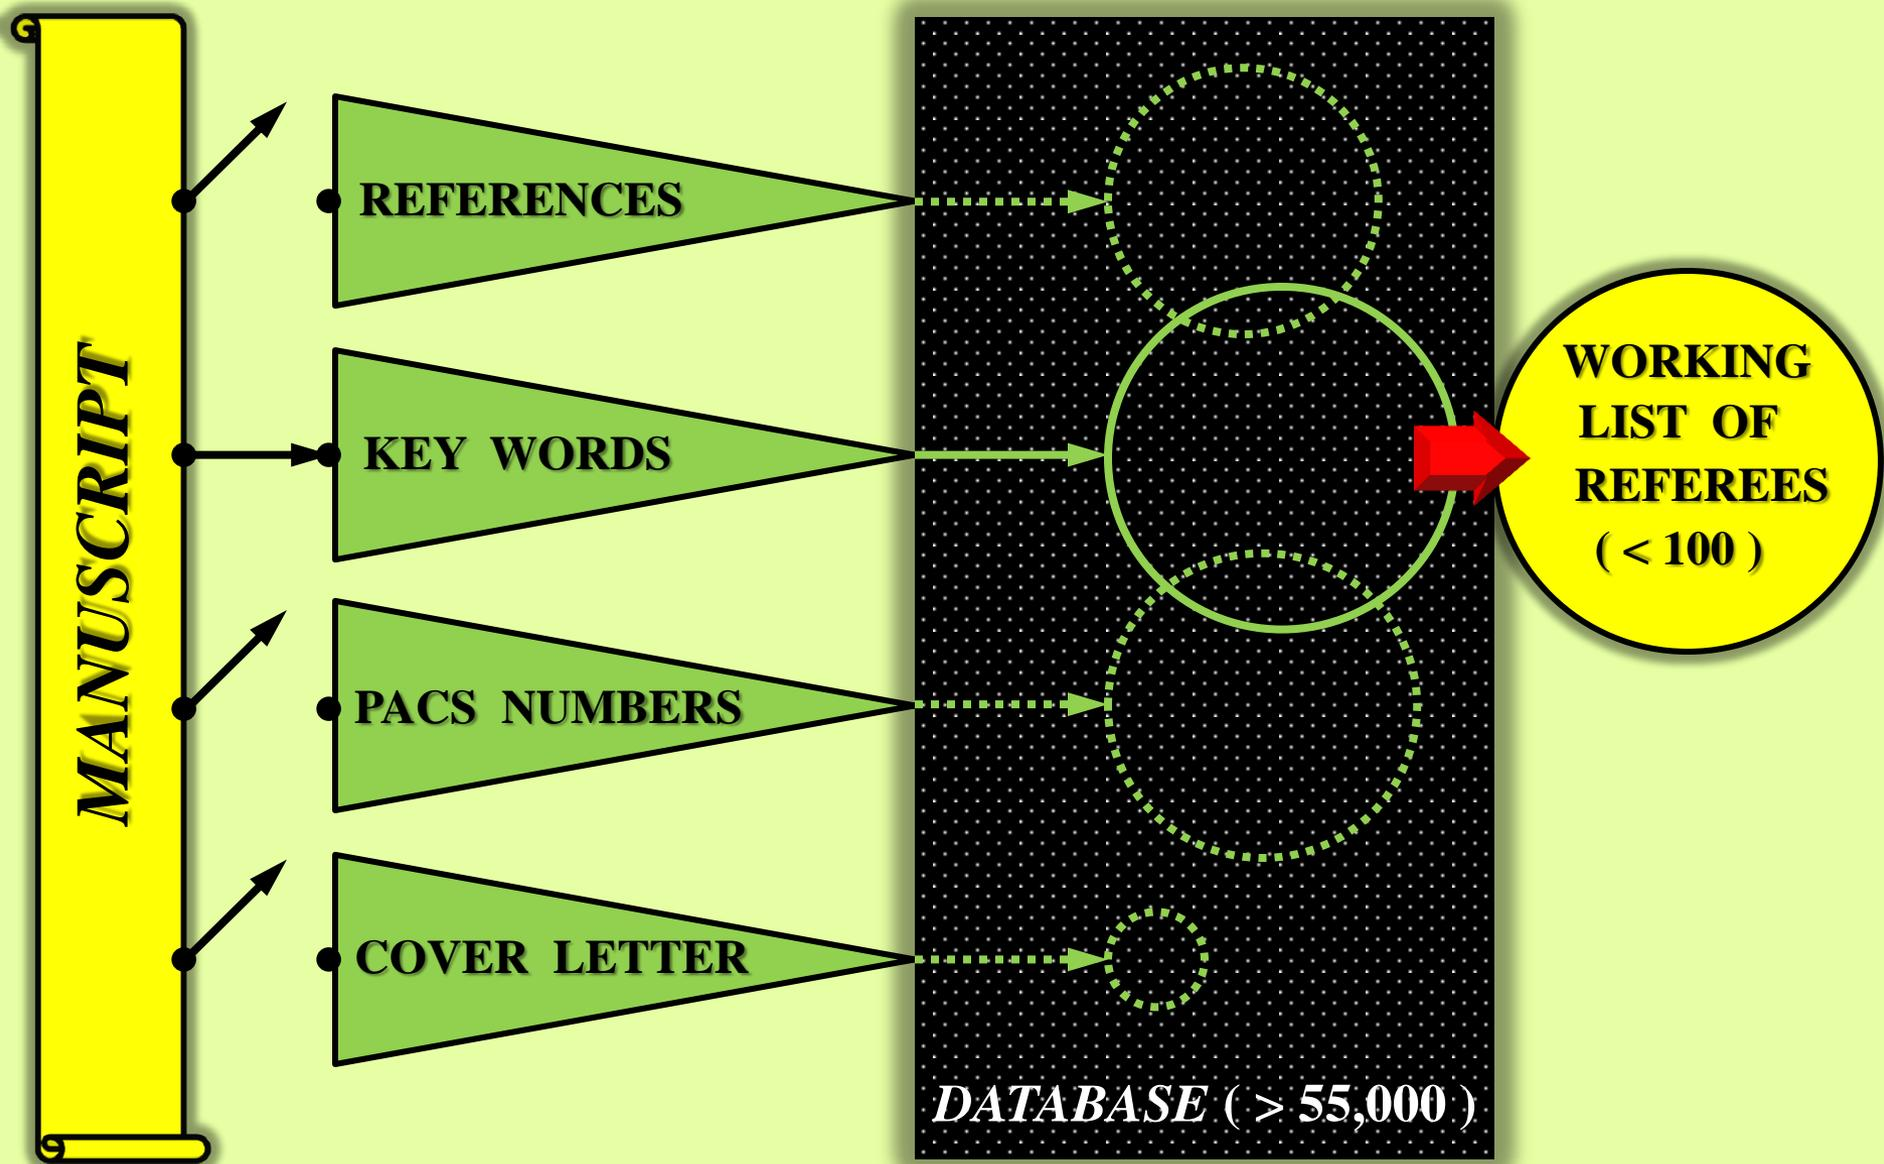 MANUSCRIPT
REFERENCES
KEY WORDS
PACS NUMBERS
COVER LETTER
DATABASE ( > 55,000 )
WORKING
LIST OF
REFEREES
( < 100 )